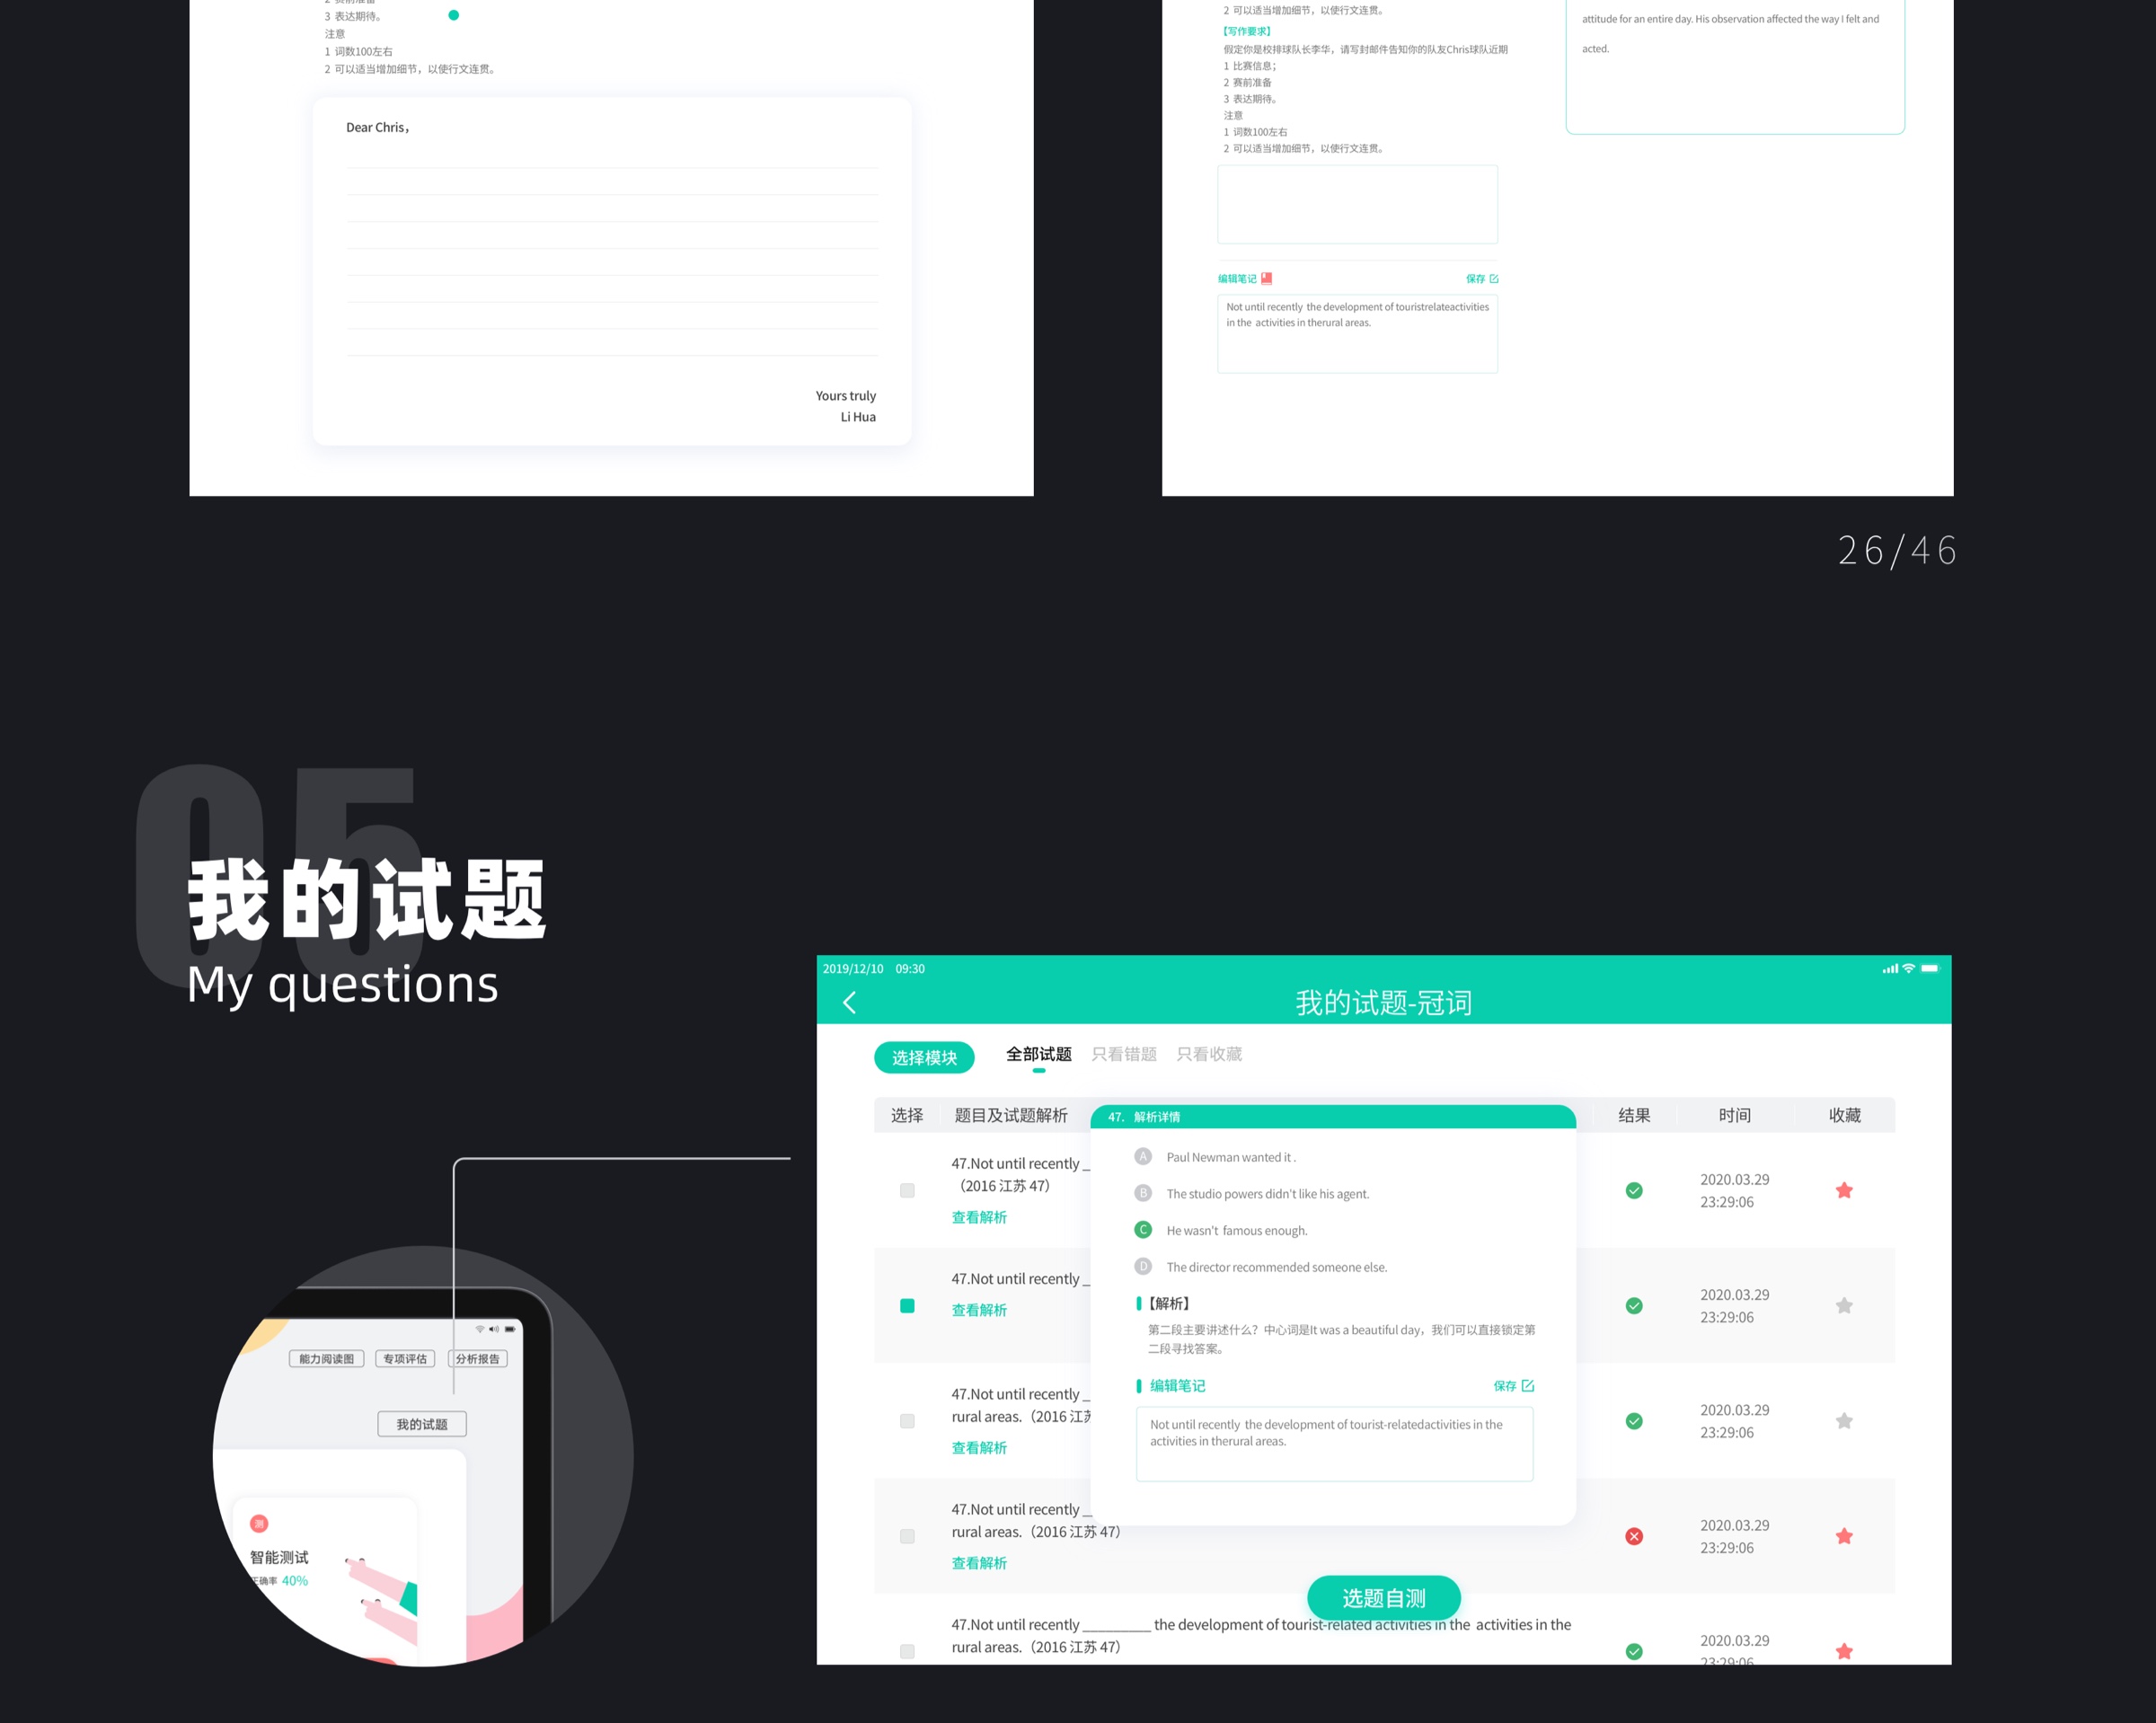 3 表达期待。
注意
1 词数100左右
2 可以适当增加细节，以使行文连贯。
Dear Chris，
Yours truly
Li Hua
2 可以适当增加细节，以使行文连贯。
【写作要求】
假定你是校排球队长李华，请写封邮件告知你的队友Chris球队近期
1 比赛信息；
2 赛前准备
3 表达期待。
注意
1 词数100左右
2 可以适当增加细节，以使行文连贯。
编辑笔记
保存
Not until recently the development of touristrelateactivities
in the activities in therural areas.
attitude for an entire day. His observation affected the way I felt and
acted.
26/46
05
我的试题
My questions
能力阅读图 专项评估 分析报告
我的试题
测
智能测试
正确率 40%
2019/12/10 09:30
我的试题-冠词
选择模块 全部试题 只看错题 只看收藏
选择 题目及试题解析 结果 时间 收藏
47.Not until recently _
（2016 江苏 47）
查看解析
2020.03.29
23:29:06
47.Not until recently _
查看解析
2020.03.29
23:29:06
47.Not until recently _
rural areas.（2016 江苏
查看解析
2020.03.29
23:29:06
47.Not until recently _
rural areas.（2016 江苏 47）
查看解析
2020.03.29
23:29:06
47. 解析详情
A Paul Newman wanted it .
B The studio powers didn't like his agent.
C He wasn't famous enough.
D The director recommended someone else.
【解析】
第二段主要讲述什么？中心词是It was a beautiful day，我们可以直接锁定第
二段寻找答案。
编辑笔记 保存
Not until recently the development of tourist-relatedactivities in the
activities in therural areas.
选题自测
47.Not until recently _________ the development of tourist-related activities in the activities in the
rural areas.（2016 江苏 47）
2020.03.29
23:29:06